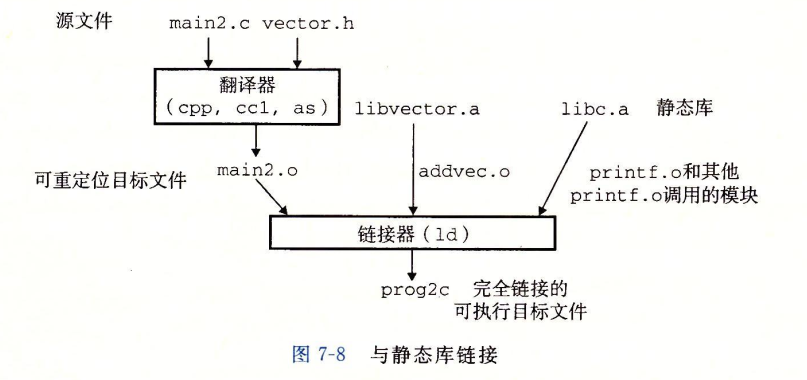 源文件 main2.c vector.h
翻译器
(cpp, cc1, as)
libvector.a
libc.a 静态库
可重定位目标文件
main2.o
addvec.o
printf.o和其他
printf.o调用的模块
链接器(ld)
prog2c 完全链接的
可执行目标文件
图 7-8 与静态库链接